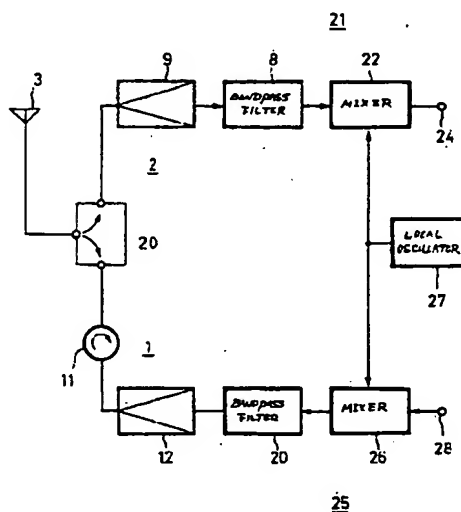 21
3
9
8
22
BANDPASS
FILTER
MIXER
24
2
20
LOCAL
OSCILLATOR
27
11
1
BANDPASS
FILTER
MIXER
12
20
26
28
25